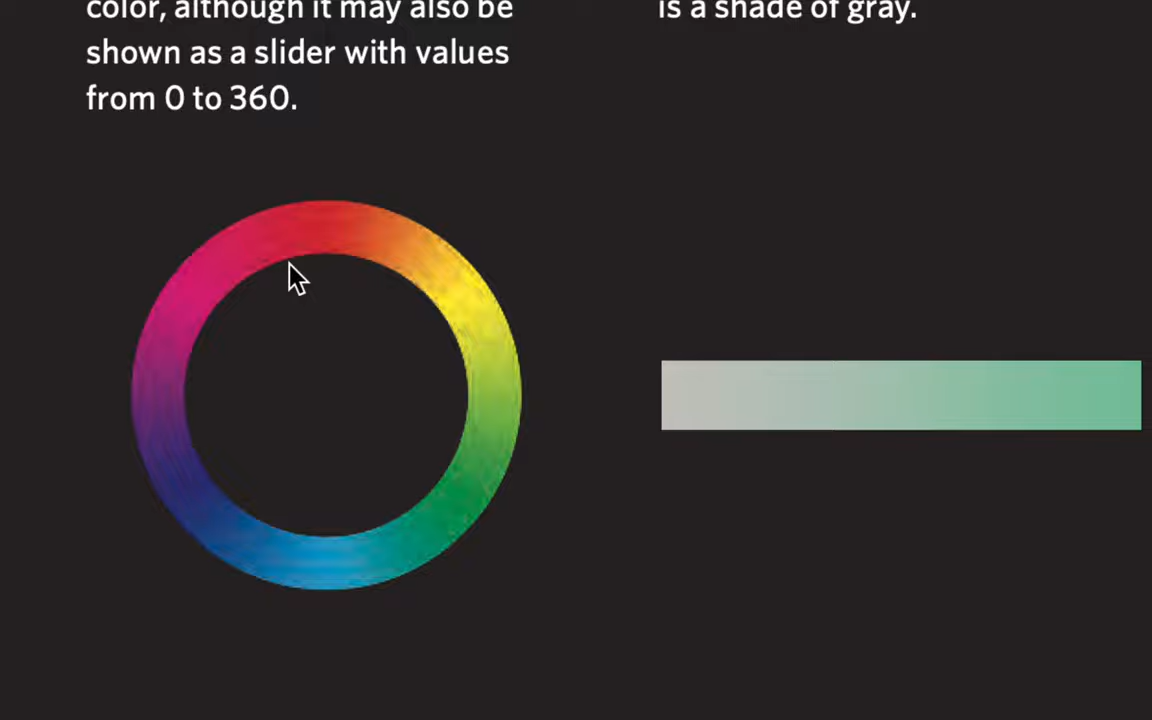 color, although it may also be
shown as a slider with values
from 0 to 360.
is a shade of gray.